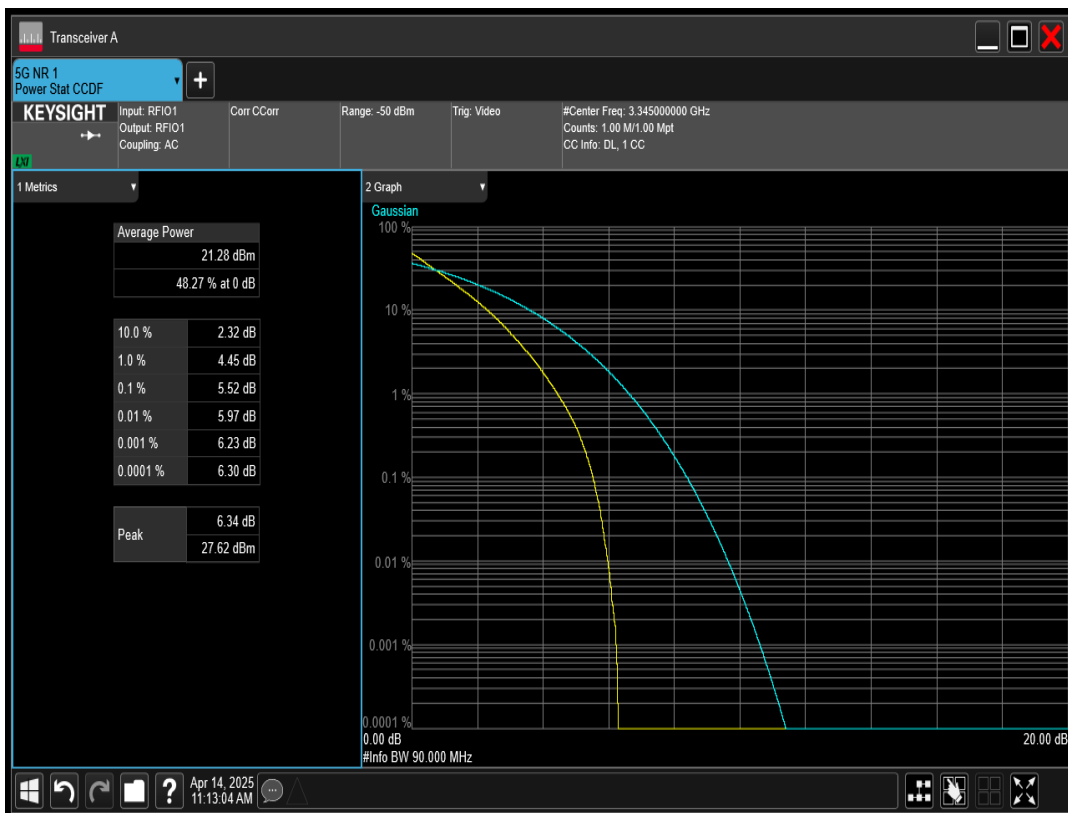 Transceiver A
5G NR 1
Power Stat CCDF
+
KEYSIGHT
LXI
Input: RFIO1
Output: RFIO1
Coupling: AC
Corr CCorr
Range: -50 dBm
Trig: Video
#Center Freq: 3.345000000 GHz
Counts: 1.00 M/1.00 Mpt
CC Info: DL, 1 CC
1 Metrics
Average Power
21.28 dBm
48.27 % at 0 dB
10.0 % 2.32 dB
1.0 % 4.45 dB
0.1 % 5.52 dB
0.01 % 5.97 dB
0.001 % 6.23 dB
0.0001 % 6.30 dB
Peak
6.34 dB
27.62 dBm
2 Graph
Gaussian
100 %
10 %
1 %
0.1 %
0.01 %
0.001 %
0.0001 %
0.00 dB 20.00 dB
#Info BW 90.000 MHz
?
Apr 14, 2025
11:13:04 AM